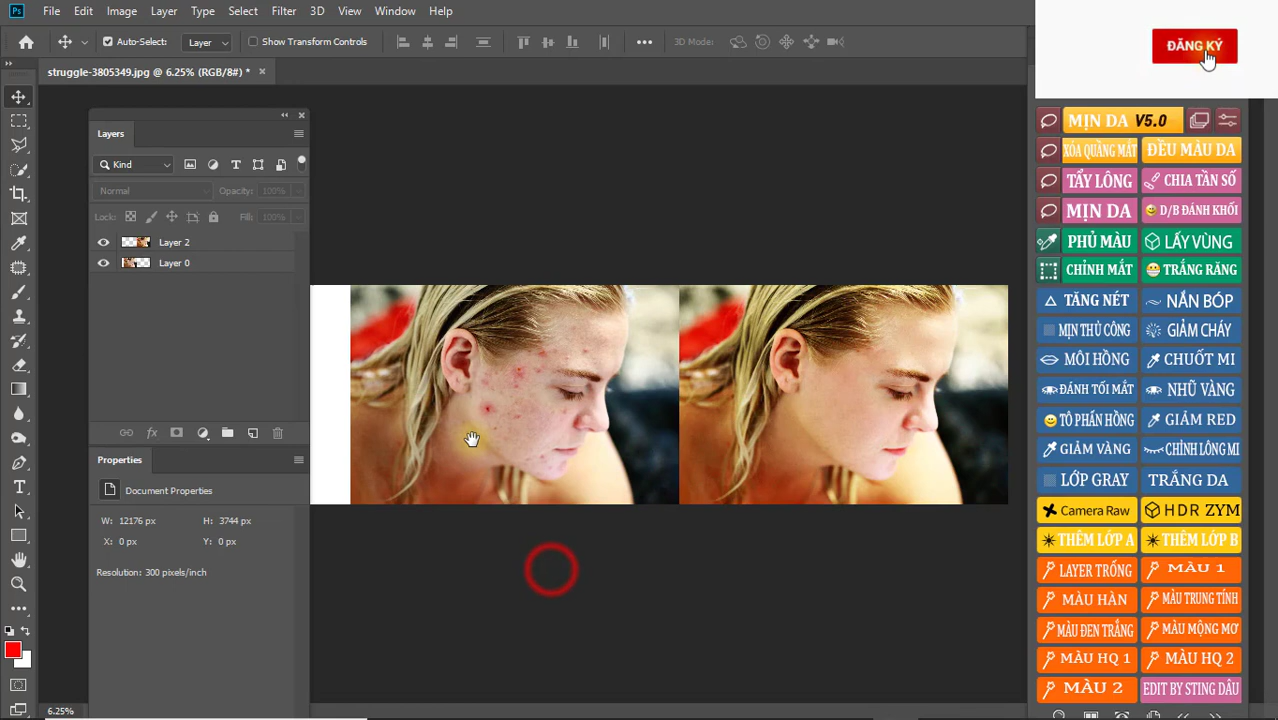 Ps File Edit Image Layer Type Select Filter 3D View Window Help
Auto-Select: Layer Show Transform Controls 3D Mode:
struggle-3805349.jpg @ 6.25% (RGB/8#) *
Layers
Kind
Normal Opacity: 100%
Lock: Fill: 100%
Layer 2
Layer 0
fx
Properties
Document Properties
W: 12176 px H: 3744 px
X: 0 px Y: 0 px
Resolution: 300 pixels/inch
6.25%
ĐĂNG KÝ
MỊN DA V5.0
XÓA QUẦNG MẮT ĐỀU MÀU DA
TẨY LÔNG CHIA TẦN SỐ
MỊN DA D/B ĐÁNH KHỐI
PHỦ MÀU LẤY VÙNG
CHỈNH MẮT TRẮNG RĂNG
TĂNG NÉT NẮN BÓP
MỊN THỦ CÔNG GIẢM CHÁY
MÔI HỒNG CHUỐT MI
ĐÁNH TỐI MẮT NHŨ VÀNG
TÔ PHẤN HỒNG GIẢM RED
GIẢM VÀNG CHỈNH LÔNG MI
LỚP GRAY TRẮNG DA
Camera Raw HDR ZYM
THÊM LỚP A THÊM LỚP B
LAYER TRỐNG MÀU 1
MÀU HÀN MÀU TRUNG TÍNH
MÀU ĐEN TRẮNG MÀU MỘNG MƠ
MÀU HQ 1 MÀU HQ 2
MÀU 2 EDIT BY STING DÂU